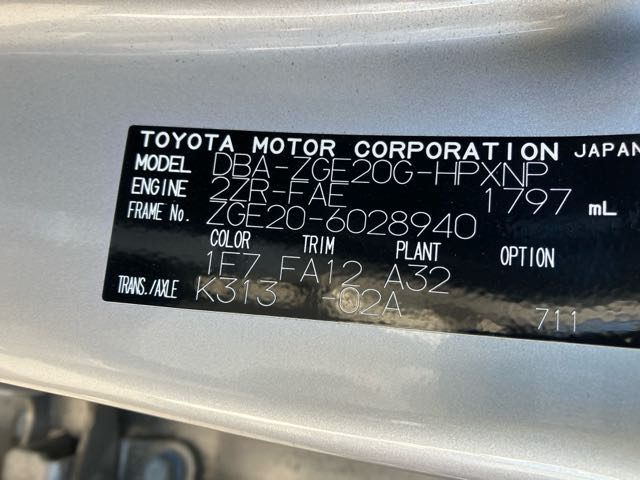 TOYOTA MOTOR CORPORATION JAPAN
MODEL DBA-ZGE20G-HPXNP
ENGINE 2ZR-FAE 1797 mL
FRAME No. ZGE20-6028940
COLOR TRIM PLANT OPTION
1F7 FA12 A32
TRANS./AXLE K313 -02A 711